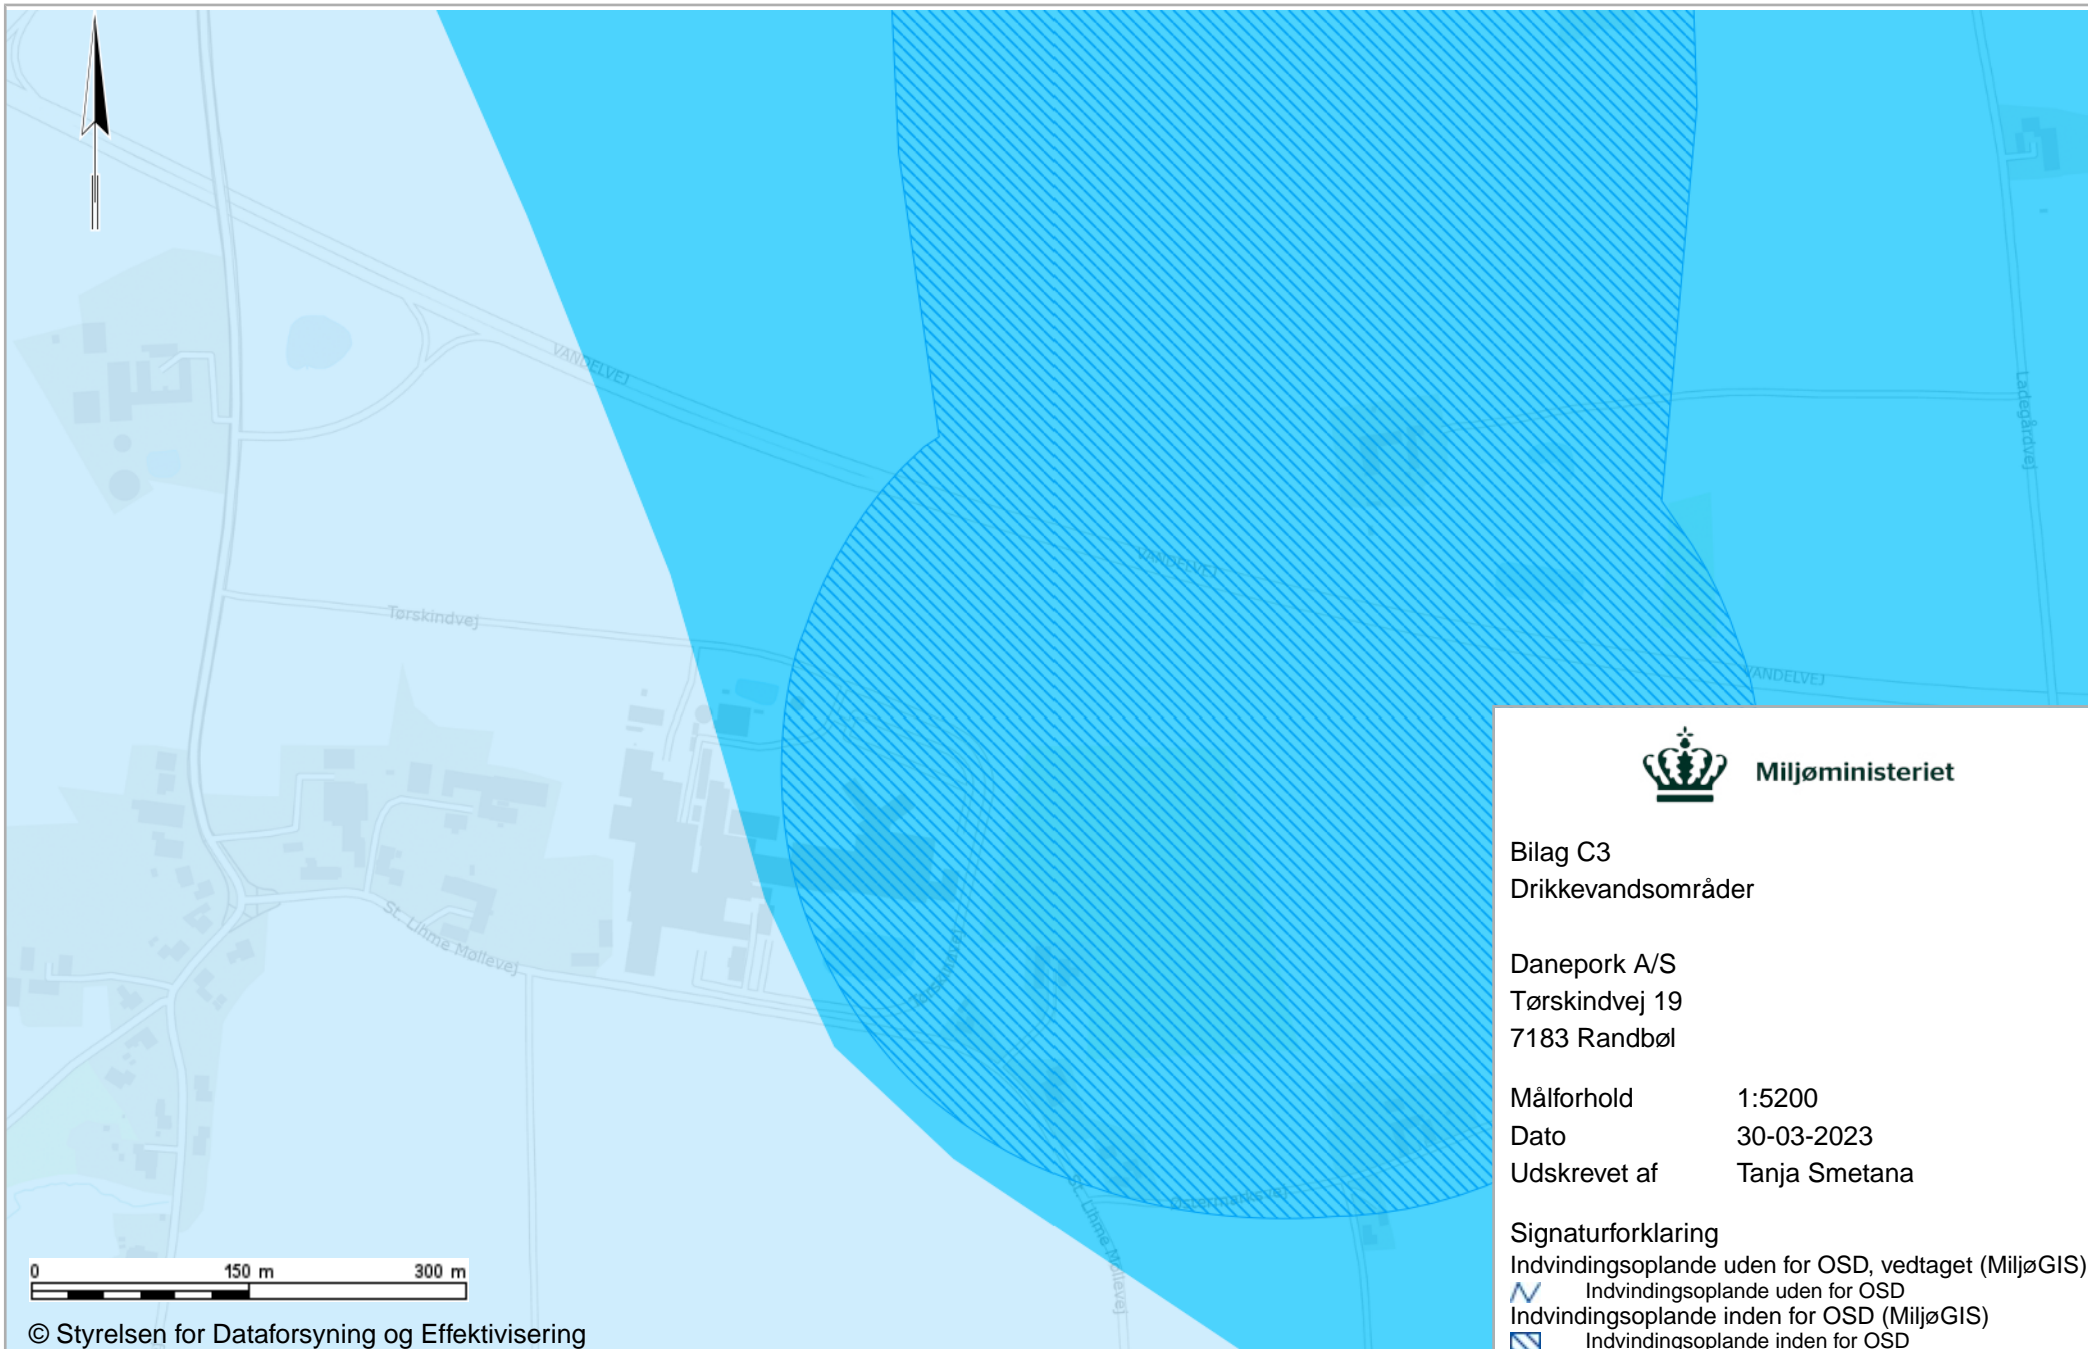 VANDELVEJ
Ladegårdvej
VANDELVEJ
Tørskindvej
VANDELVEJ
St. Lihme Møllevej
Tørskindvej
Østermarksvej
St. Lihme Møllevej
0 150 m 300 m
© Styrelsen for Dataforsyning og Effektivisering
Miljøministeriet
Bilag C3
Drikkevandsområder
Danepork A/S
Tørskindvej 19
7183 Randbøl
Målforhold 1:5200
Dato 30-03-2023
Udskrevet af Tanja Smetana
Signaturforklaring
Indvindingsoplande uden for OSD, vedtaget (MiljøGIS)
Indvindingsoplande uden for OSD
Indvindingsoplande inden for OSD (MiljøGIS)
Indvindingsoplande inden for OSD